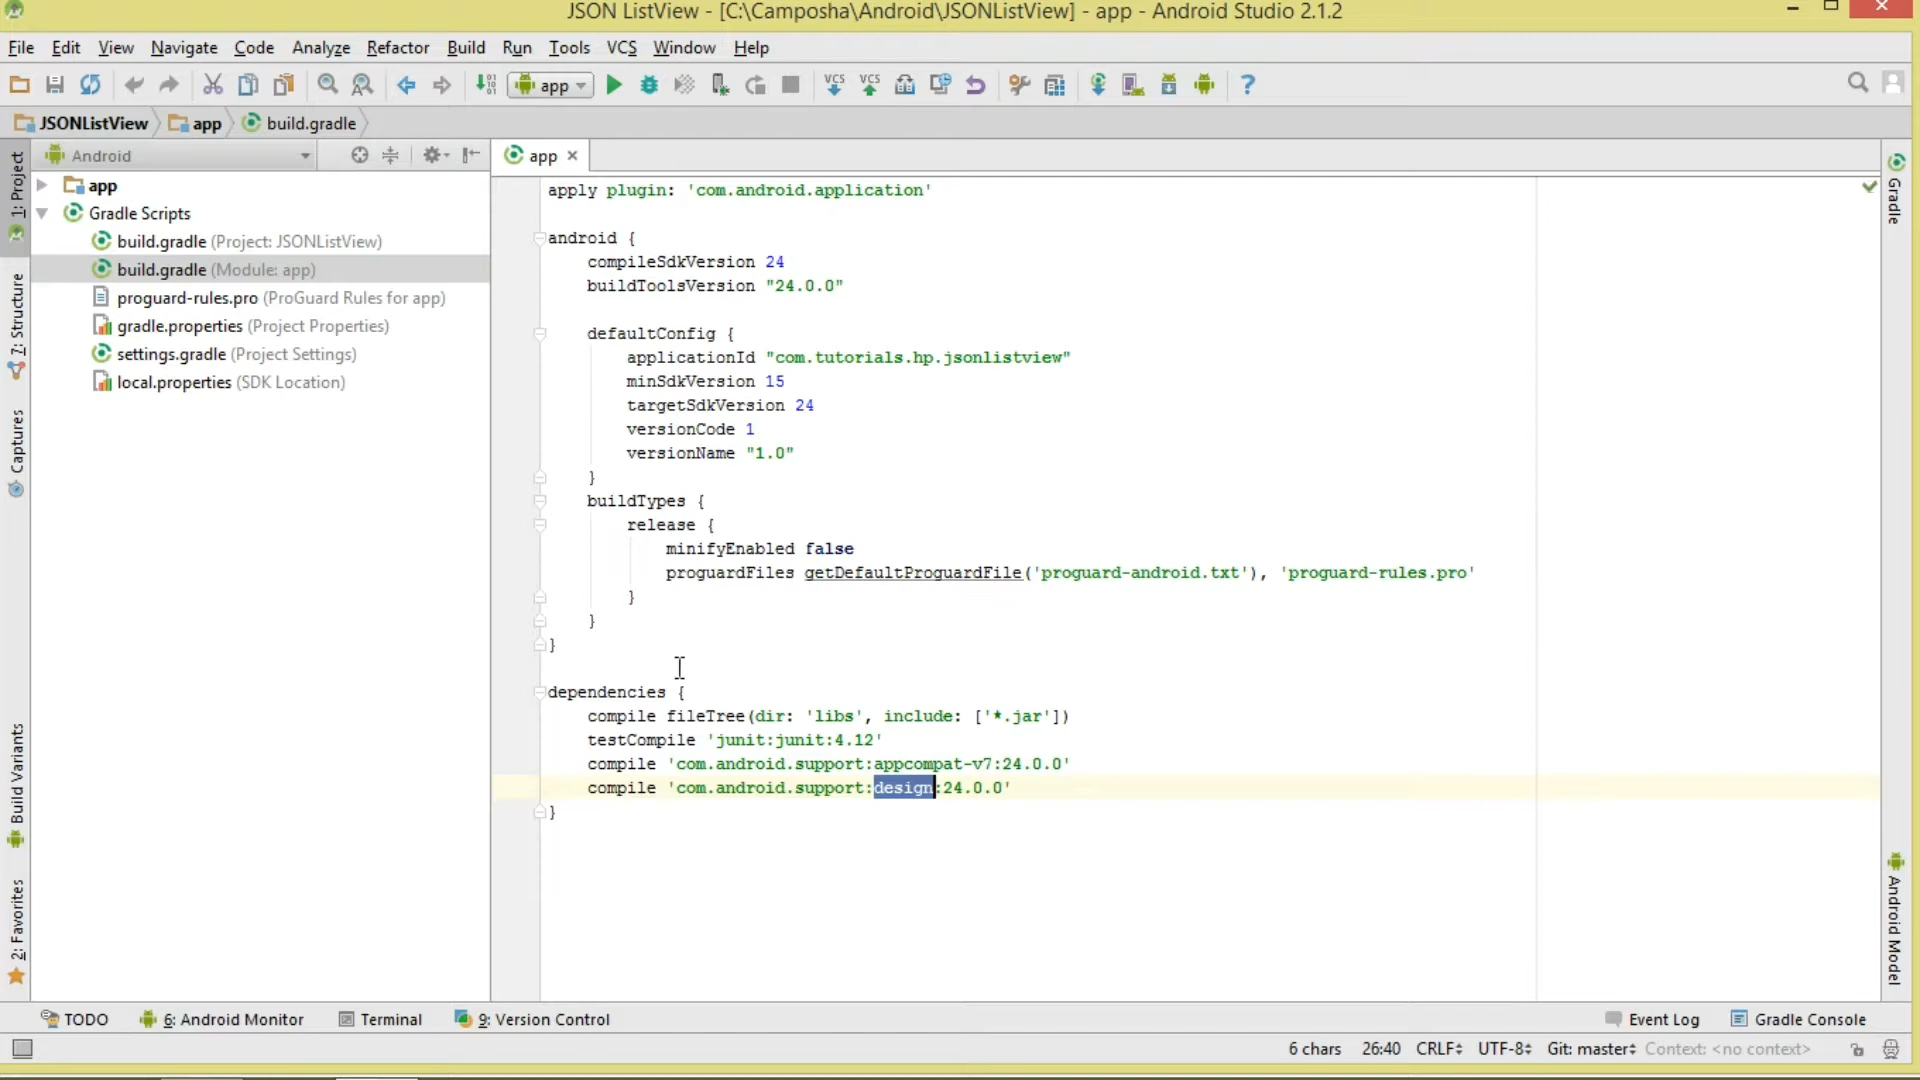 JSON ListView - [C:\Camposha\Android\JSONListView] - app - Android Studio 2.1.2
File Edit View Navigate Code Analyze Refactor Build Run Tools VCS Window Help
app VCS VCS ?
JSONListView app build.gradle
Android
app
app
Gradle Scripts
build.gradle (Project: JSONListView)
build.gradle (Module: app)
proguard-rules.pro (ProGuard Rules for app)
gradle.properties (Project Properties)
settings.gradle (Project Settings)
local.properties (SDK Location)
1: Project
7: Structure
Captures
Build Variants
2: Favorites
apply plugin: 'com.android.application'
android {
compileSdkVersion 24
buildToolsVersion "24.0.0"
defaultConfig {
applicationId "com.tutorials.hp.jsonlistview"
minSdkVersion 15
targetSdkVersion 24
versionCode 1
versionName "1.0"
}
buildTypes {
release {
minifyEnabled false
proguardFiles getDefaultProguardFile('proguard-android.txt'), 'proguard-rules.pro'
}
}
}
dependencies {
compile fileTree(dir: 'libs', include: ['*.jar'])
testCompile 'junit:junit:4.12'
compile 'com.android.support:appcompat-v7:24.0.0'
compile 'com.android.support:design:24.0.0'
}
Gradle
Android Model
TODO 6: Android Monitor Terminal 9: Version Control Event Log Gradle Console
6 chars 26:40 CRLF UTF-8 Git: master Context: <no context>